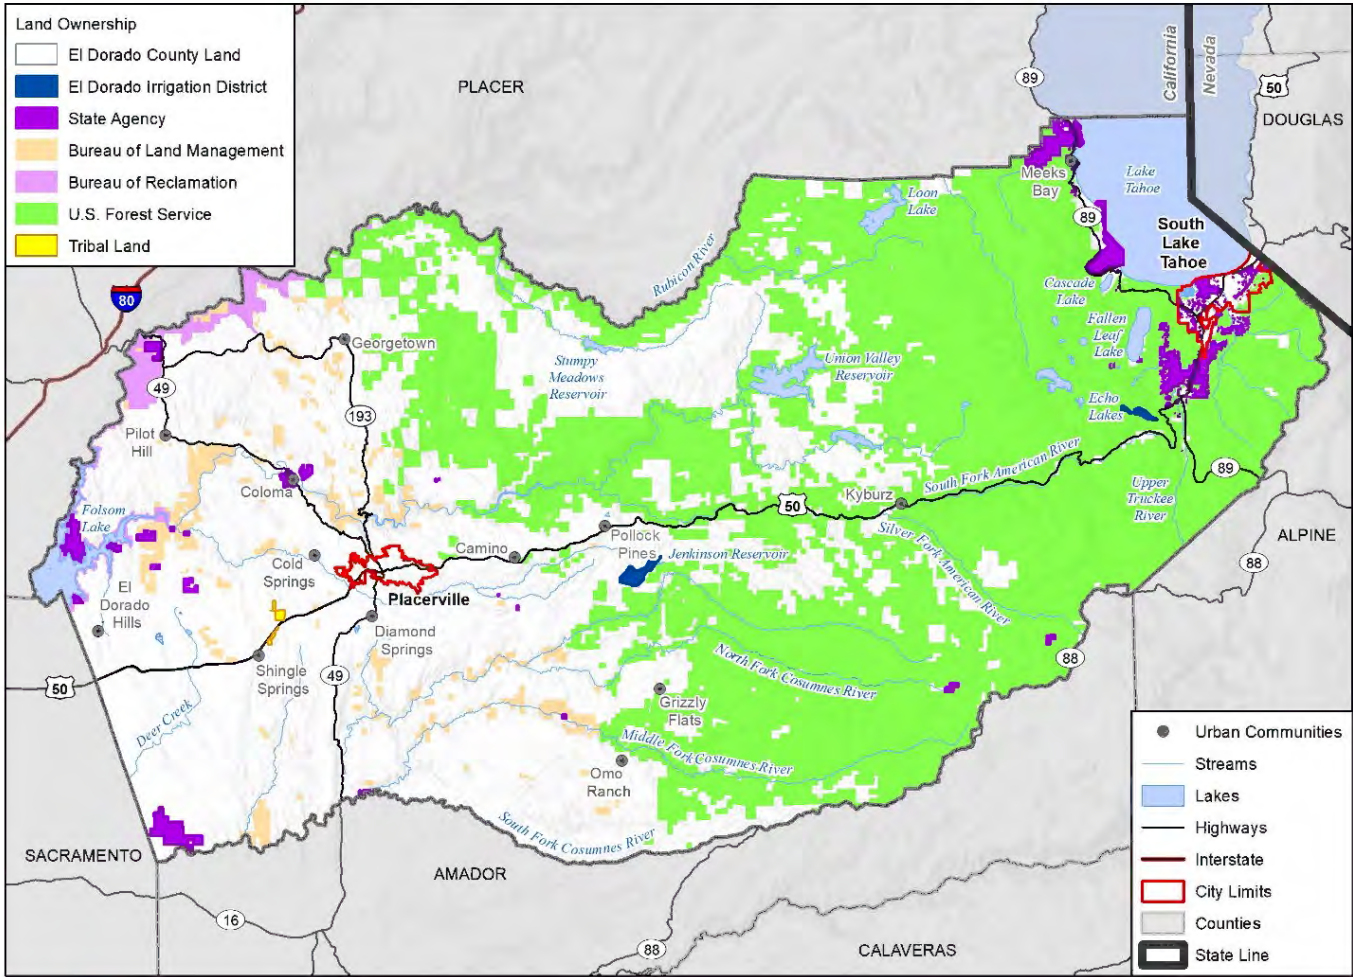 Land Ownership
El Dorado County Land
El Dorado Irrigation District
State Agency
Bureau of Land Management
Bureau of Reclamation
U.S. Forest Service
Tribal Land
PLACER
89
California
Nevada
50
DOUGLAS
Meeks
Bay
Lake
Tahoe
Loon
Lake
89
South
Lake
Tahoe
Rubicon River
80
Cascade
Lake
Fallen
Leaf
Lake
Georgetown
Stumpy
Meadows
Reservoir
Union Valley
Reservoir
49
193
Echo
Lakes
Pilot
Hill
South Fork American River
89
Coloma
Kyburz
50
Upper
Truckee
River
Folsom
Lake
Pollock
Pines
Silver Fork American River
ALPINE
Camino
Jenkinson Reservoir
88
Cold
Springs
El
Dorado
Hills
Placerville
Diamond
Springs
88
Shingle
Springs
49
50
North Fork Cosumnes River
Grizzly
Flats
Deer Creek
Middle Fork Cosumnes River
Omo
Ranch
South Fork Cosumnes River
SACRAMENTO
AMADOR
16
88
CALAVERAS
Urban Communities
Streams
Lakes
Highways
Interstate
City Limits
Counties
State Line